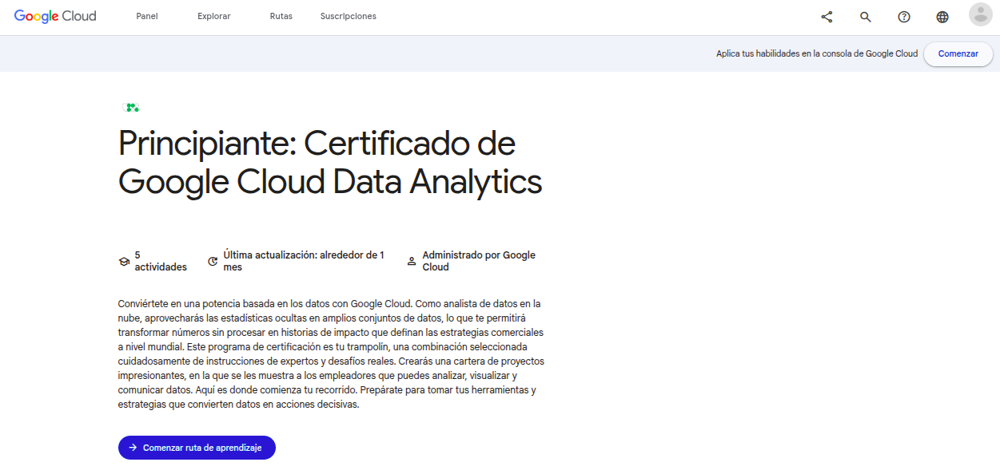 Google Cloud Panel Explorar Rutas Suscripciones
Aplica tus habilidades en la consola de Google Cloud Comenzar
Principiante: Certificado de
Google Cloud Data Analytics
5
actividades
Última actualización: alrededor de 1
mes
Administrado por Google
Cloud
Conviértete en una potencia basada en los datos con Google Cloud. Como analista de datos en la
nube, aprovecharás las estadísticas ocultas en amplios conjuntos de datos, lo que te permitirá
transformar números sin procesar en historias de impacto que definan las estrategias comerciales
a nivel mundial. Este programa de certificación es tu trampolín, una combinación seleccionada
cuidadosamente de instrucciones de expertos y desafíos reales. Crearás una cartera de proyectos
impresionantes, en la que se les muestra a los empleadores que puedes analizar, visualizar y
comunicar datos. Aquí es donde comienza tu recorrido. Prepárate para tomar tus herramientas y
estrategias que convierten datos en acciones decisivas.
Comenzar ruta de aprendizaje